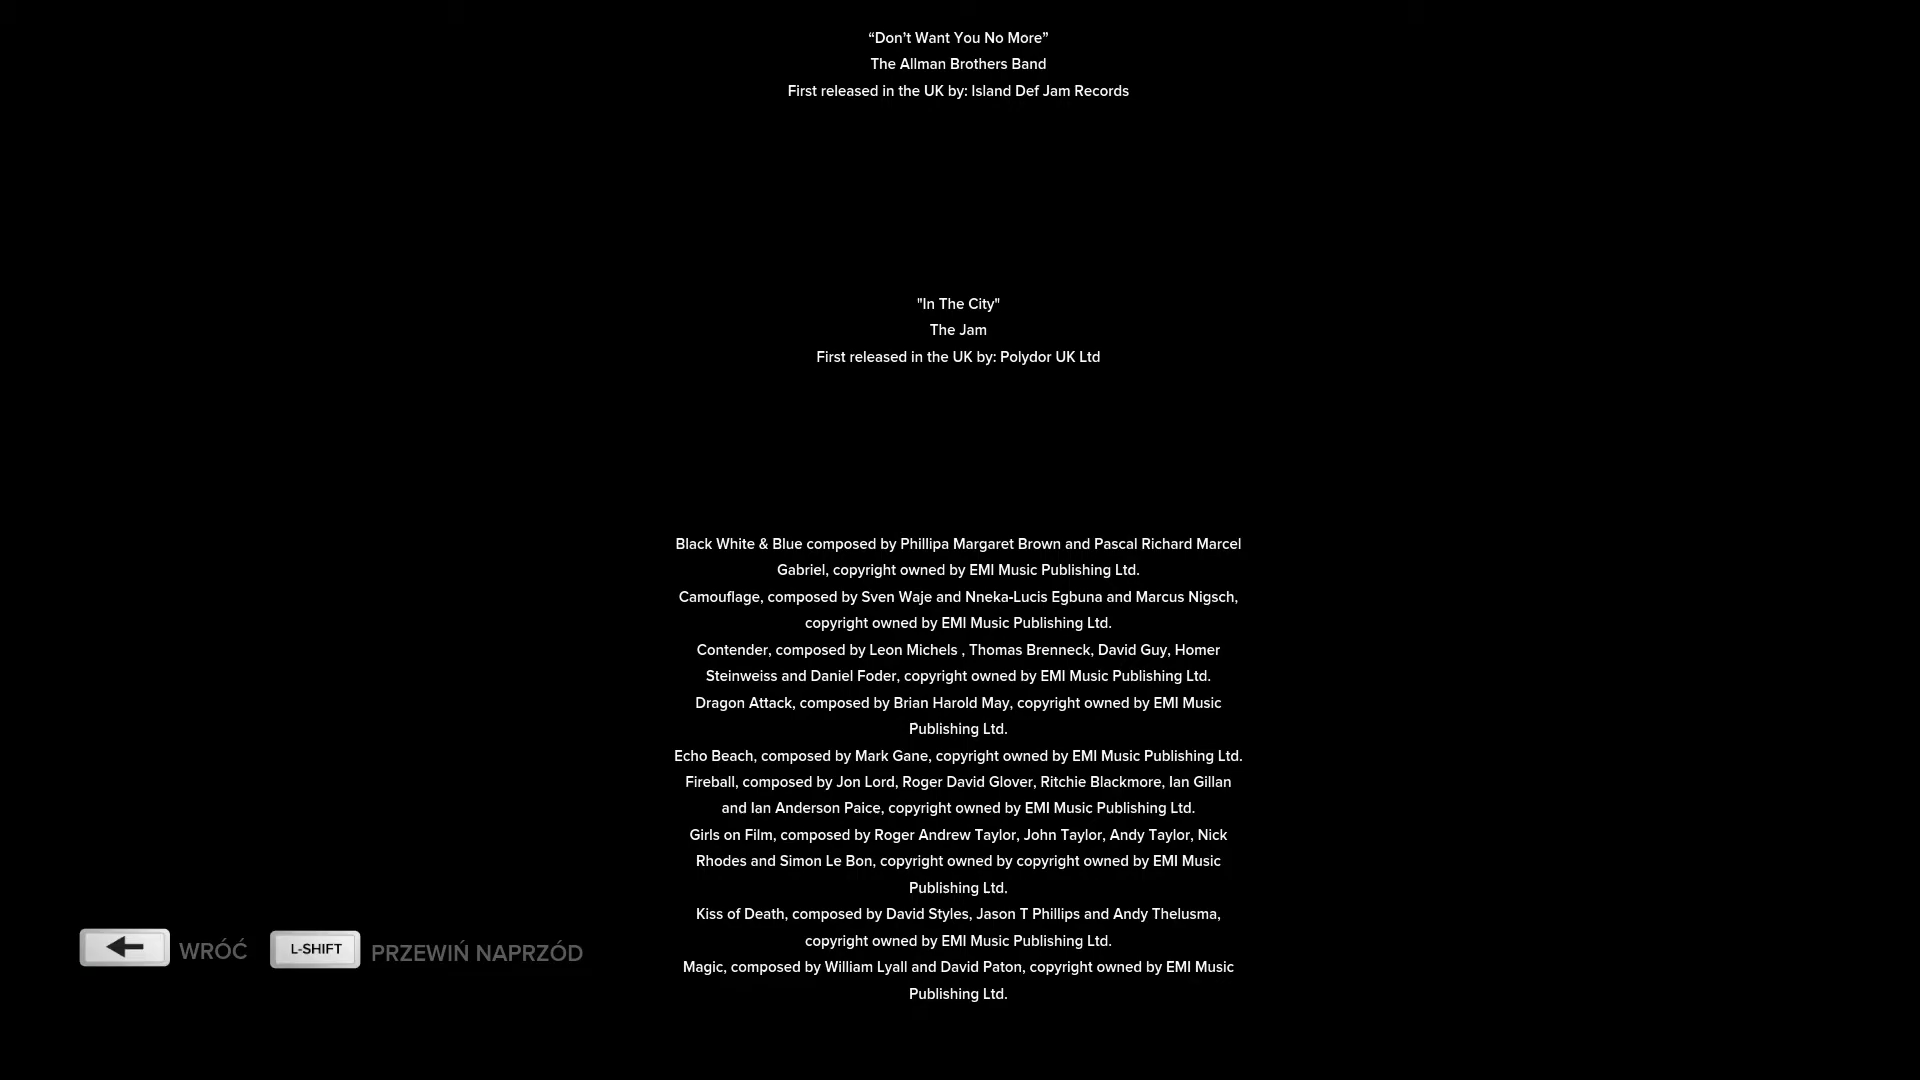 “Don’t Want You No More”
The Allman Brothers Band
First released in the UK by: Island Def Jam Records
"In The City"
The Jam
First released in the UK by: Polydor UK Ltd
Black White & Blue composed by Phillipa Margaret Brown and Pascal Richard Marcel
Gabriel, copyright owned by EMI Music Publishing Ltd.
Camouflage, composed by Sven Waje and Nneka-Lucis Egbuna and Marcus Nigsch,
copyright owned by EMI Music Publishing Ltd.
Contender, composed by Leon Michels , Thomas Brenneck, David Guy, Homer
Steinweiss and Daniel Foder, copyright owned by EMI Music Publishing Ltd.
Dragon Attack, composed by Brian Harold May, copyright owned by EMI Music
Publishing Ltd.
Echo Beach, composed by Mark Gane, copyright owned by EMI Music Publishing Ltd.
Fireball, composed by Jon Lord, Roger David Glover, Ritchie Blackmore, Ian Gillan
and Ian Anderson Paice, copyright owned by EMI Music Publishing Ltd.
Girls on Film, composed by Roger Andrew Taylor, John Taylor, Andy Taylor, Nick
Rhodes and Simon Le Bon, copyright owned by copyright owned by EMI Music
Publishing Ltd.
Kiss of Death, composed by David Styles, Jason T Phillips and Andy Thelusma,
copyright owned by EMI Music Publishing Ltd.
Magic, composed by William Lyall and David Paton, copyright owned by EMI Music
Publishing Ltd.
WRÓĆ L-SHIFT PRZEWIŃ NAPRZÓD